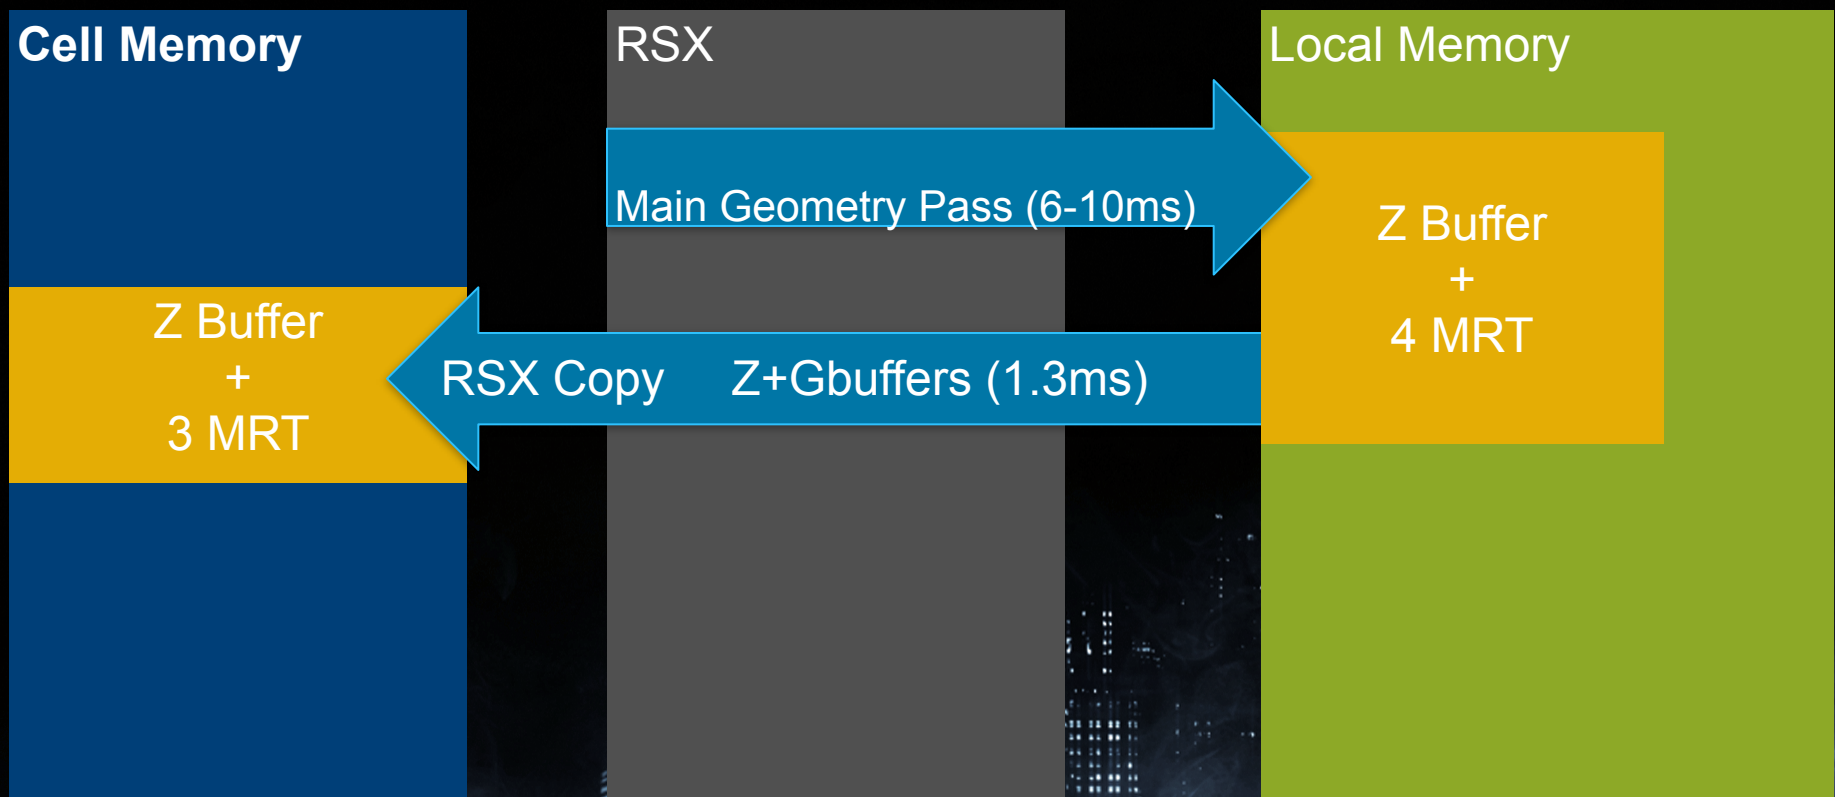 Cell Memory
RSX
Local Memory
Main Geometry Pass (6-10ms)
Z Buffer
+
4 MRT
Z Buffer
+
3 MRT
RSX Copy Z+Gbuffers (1.3ms)